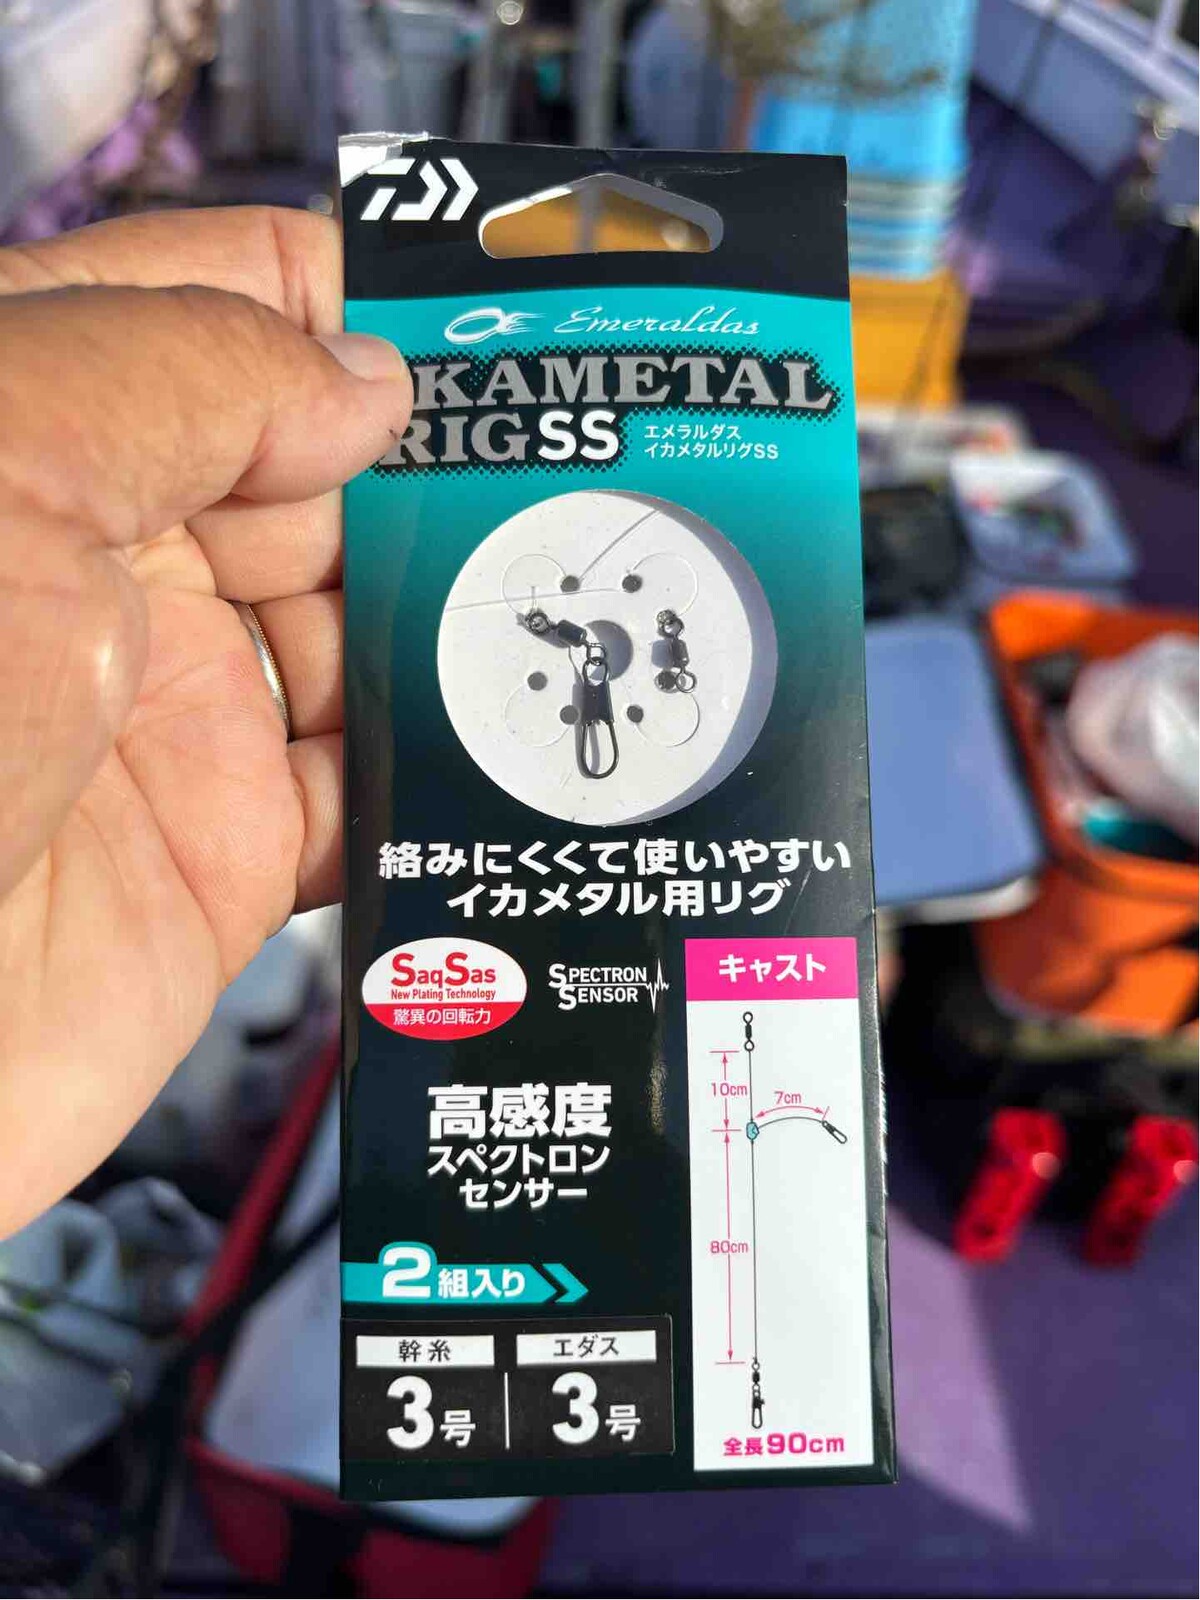 Emeraldas
IKAMETAL
RIG SS
エメラルダス
イカメタルリグSS
絡みにくくて使いやすい
イカメタル用リグ
SaqSas
New Plating Technology
驚異の回転力
SPECTRON
SENSOR
高感度
スペクトロン
センサー
2組入り
幹糸
3号
エダス
3号
キャスト
10cm
7cm
80cm
全長90cm